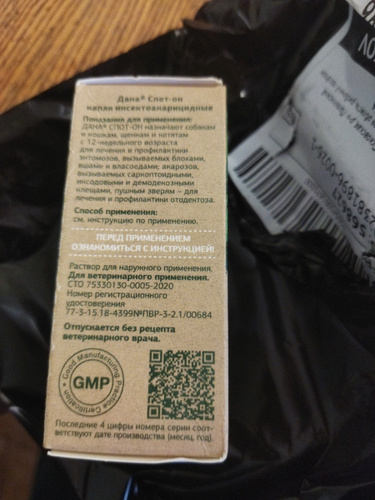 Дана® Спот-он
капли инсектоакарицидные
Показания для применения:
ДАНА® СПОТ-ОН назначают собакам
и кошкам, щенкам и котятам
с 12-недельного возраста
для лечения и профилактики
энтомозов, вызываемых блохами,
вшами и власоедами; акарозов,
вызываемых саркоптоидными,
иксодовыми и демодекозными
клещами, пушным зверям – для
лечения и профилактики отодектоза.
Способ применения:
см. инструкцию по применению.
ПЕРЕД ПРИМЕНЕНИЕМ
ОЗНАКОМИТЬСЯ С ИНСТРУКЦИЕЙ!
Раствор для наружного применения.
Для ветеринарного применения.
СТО 75330130-0005-2020
Номер регистрационного
удостоверения
77-3-15.18-4399№ПВР-3-2.1/00684
Отпускается без рецепта
ветеринарного врача.
Good Manufacturing
Practice Certification
GMP
Последние 4 цифры номера серии соот-
ветствуют дате производства (месяц, год).